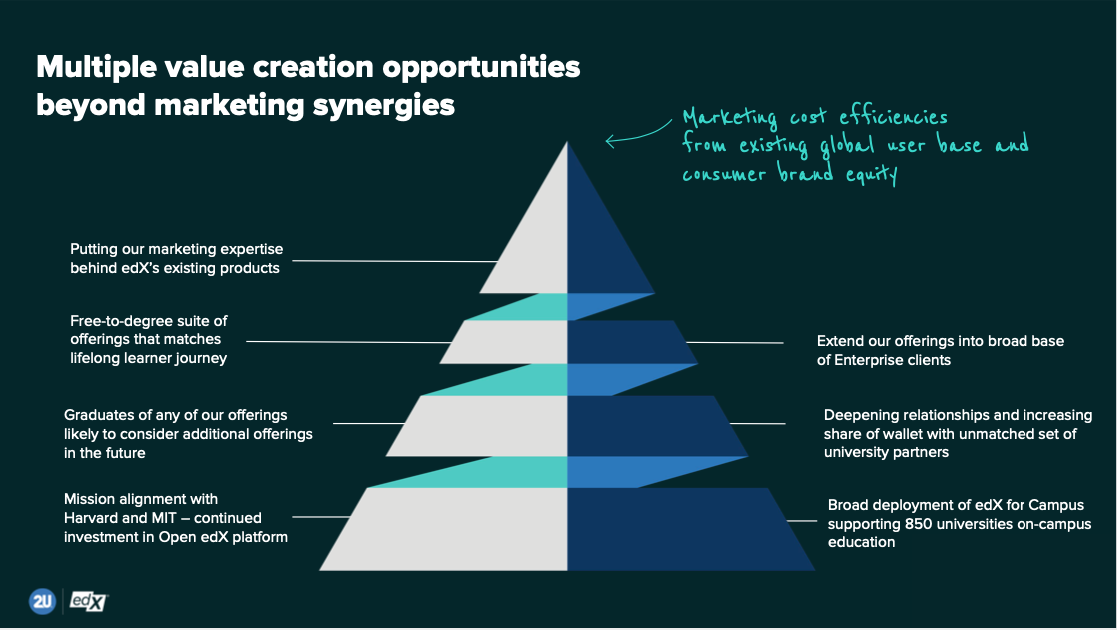 Multiple value creation opportunities
beyond marketing synergies
Marketing cost efficiencies
from existing global user base and
consumer brand equity
Putting our marketing expertise
behind edX’s existing products
Free-to-degree suite of
offerings that matches
lifelong learner journey
Extend our offerings into broad base
of Enterprise clients
Graduates of any of our offerings
likely to consider additional offerings
in the future
Deepening relationships and increasing
share of wallet with unmatched set of
university partners
Mission alignment with
Harvard and MIT – continued
investment in Open edX platform
Broad deployment of edX for Campus
supporting 850 universities on-campus
education
2U edX